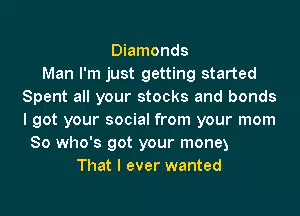 Diamonds
Man I'm just getting started
Spent all your stocks and bonds
I got your social from your mom
So who's got your money
That I ever wanted